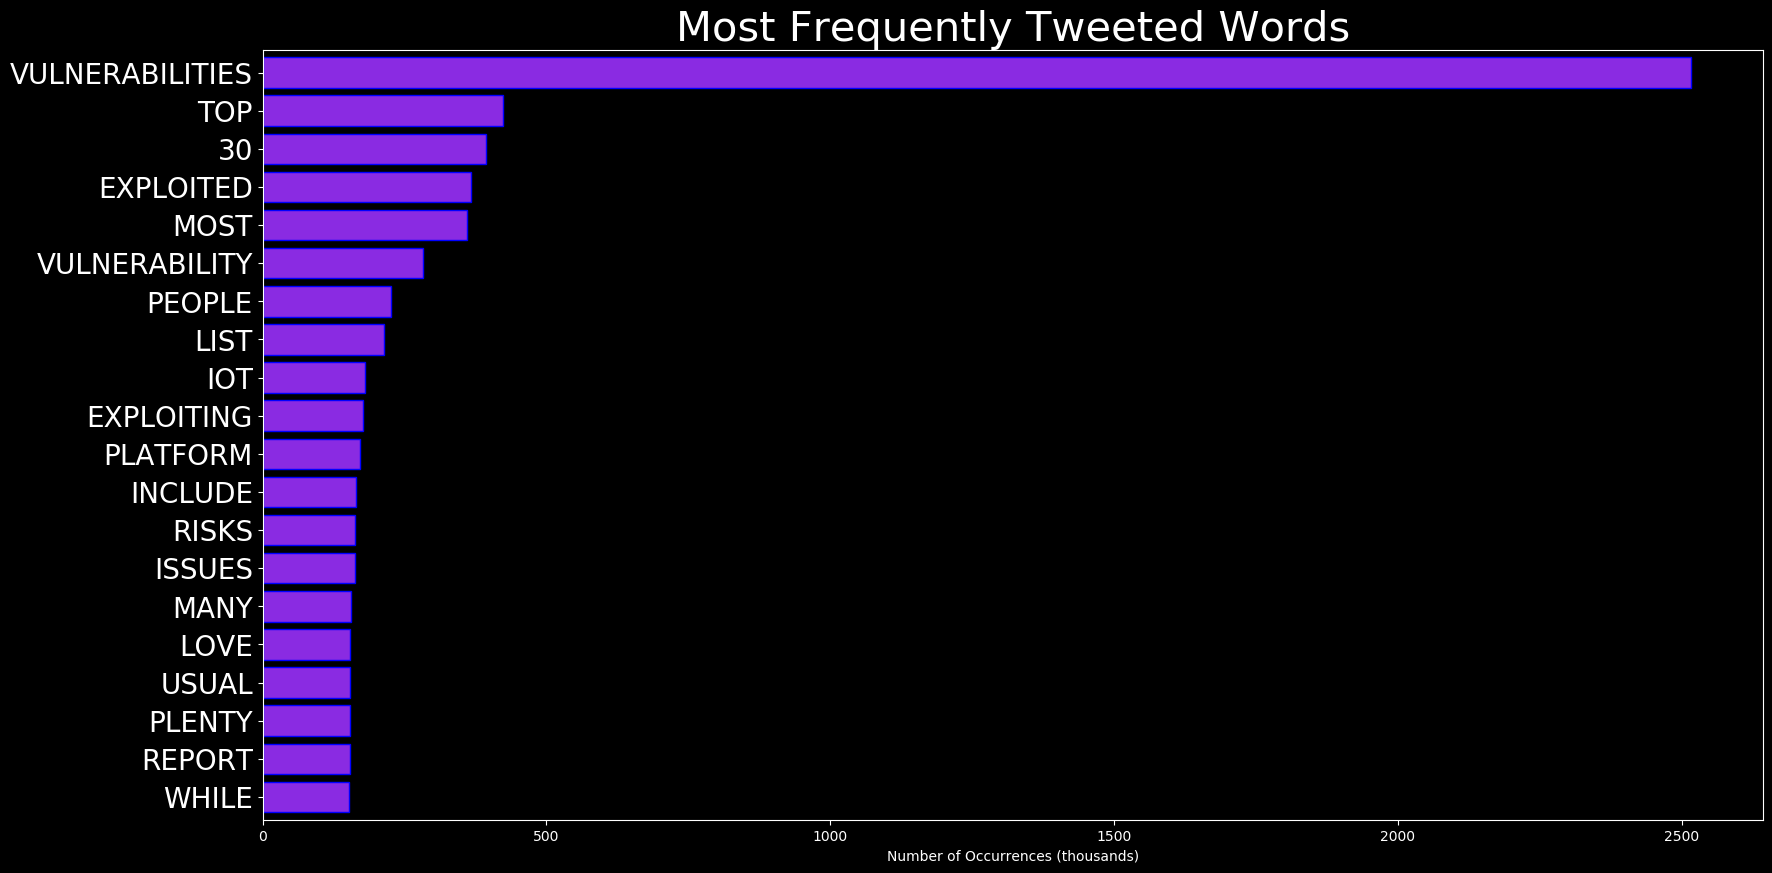 Most Frequently Tweeted Words
VULNERABILITIES
TOP
30
EXPLOITED
MOST
VULNERABILITY
PEOPLE
LIST
IOT
EXPLOITING
PLATFORM
INCLUDE
RISKS
ISSUES
MANY
LOVE
USUAL
PLENTY
REPORT
WHILE
0 500 1000 1500 2000 2500
Number of Occurrences (thousands)